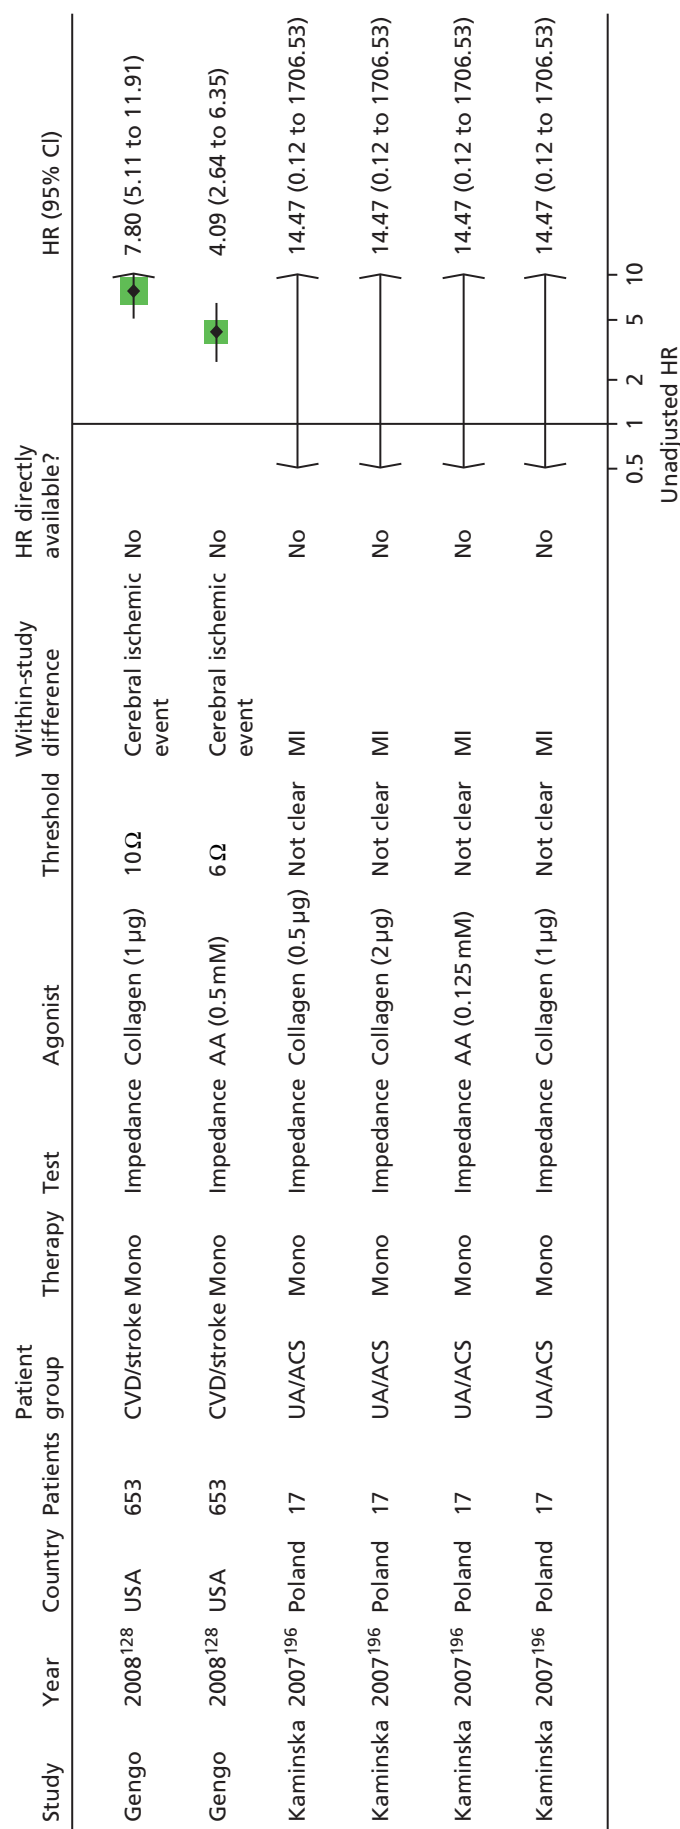 Study Year Country Patients Patient group Therapy Test Agonist Threshold Within-study difference HR directly available? HR (95% CI)
Gengo 2008128 USA 653 CVD/stroke Mono Impedance Collagen (1 µg) 10 Ω Cerebral ischemic event No 7.80 (5.11 to 11.91)
Gengo 2008128 USA 653 CVD/stroke Mono Impedance AA (0.5 mM) 6 Ω Cerebral ischemic event No 4.09 (2.64 to 6.35)
Kaminska 2007196 Poland 17 UA/ACS Mono Impedance Collagen (0.5 µg) Not clear MI No 14.47 (0.12 to 1706.53)
Kaminska 2007196 Poland 17 UA/ACS Mono Impedance Collagen (2 µg) Not clear MI No 14.47 (0.12 to 1706.53)
Kaminska 2007196 Poland 17 UA/ACS Mono Impedance AA (0.125 mM) Not clear MI No 14.47 (0.12 to 1706.53)
Kaminska 2007196 Poland 17 UA/ACS Mono Impedance Collagen (1 µg) Not clear MI No 14.47 (0.12 to 1706.53)
0.5 1 2 5 10
Unadjusted HR